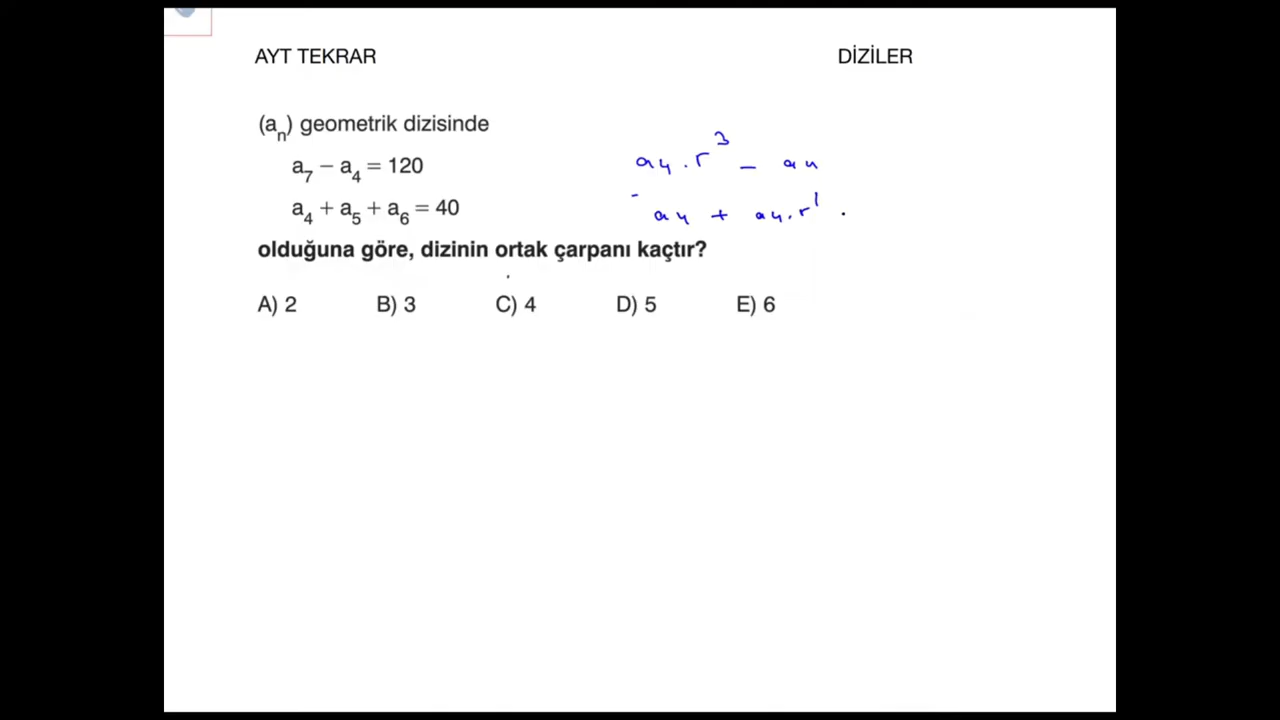 AYT TEKRAR
DİZİLER
(aₙ) geometrik dizisinde
a₇ − a₄ = 120
a₄ + a₅ + a₆ = 40
olduğuna göre, dizinin ortak çarpanı kaçtır?
A) 2 B) 3 C) 4 D) 5 E) 6
a₄ . r³ − a₄
a₄ + a₄ . r¹ .